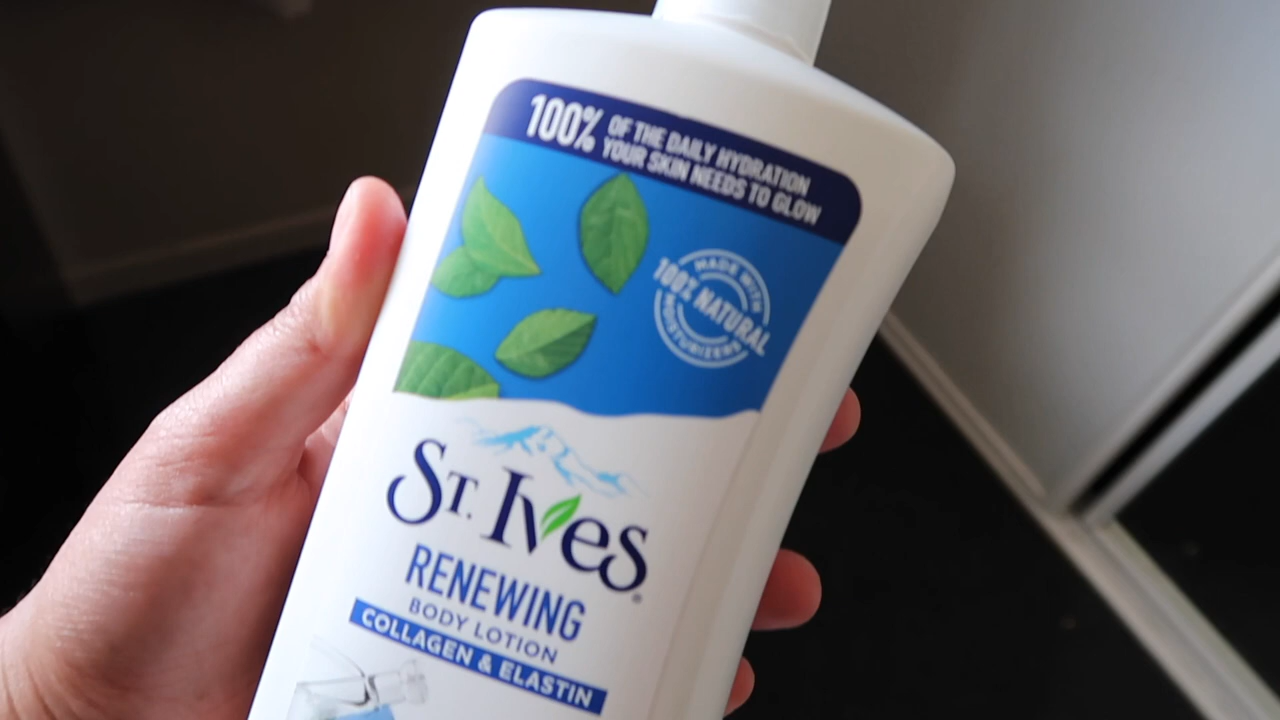 100% OF THE DAILY HYDRATION
YOUR SKIN NEEDS TO GLOW
MADE WITH
100% NATURAL
MOISTURIZERS
ST. IVES®
RENEWING
BODY LOTION
COLLAGEN & ELASTIN